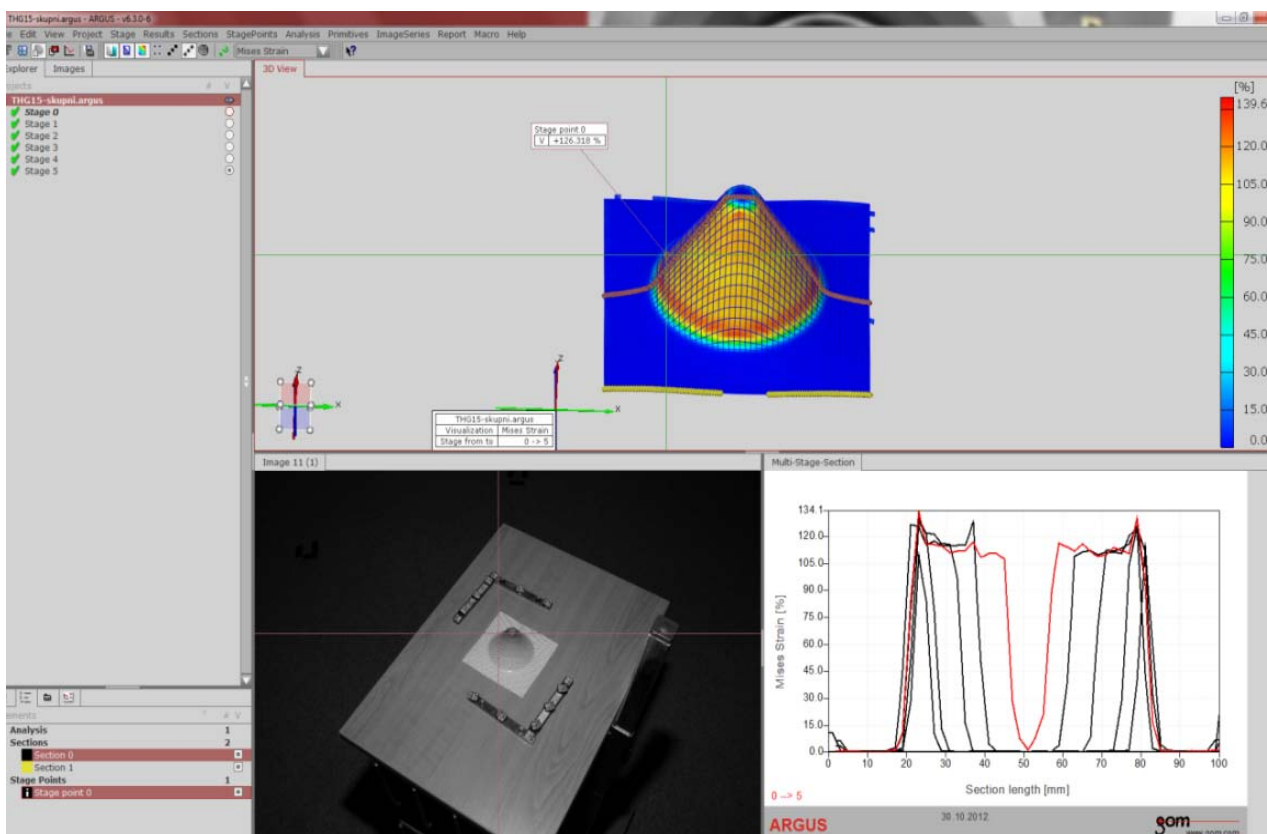 THG15-skupni.argus - ARGUS - v6.3.0-6
Edit View Project Stage Results Sections StagePoints Analysis Primitives ImageSeries Report Macro Help
Mises Strain
Explorer Images
3D View
THG15-skupni.argus
Stage 0
Stage 1
Stage 2
Stage 3
Stage 4
Stage 5
Stage point 0
V +126.318 %
[%]
139.6
120.0
105.0
90.0
75.0
60.0
45.0
30.0
15.0
0.0
Z
X
Z
X
THG15-skupni.argus
Visualization Mises Strain
Stage from to 0 -> 5
Image 11 (1)
Multi-Stage-Section
134.1
120.0
105.0
90.0
75.0
60.0
45.0
30.0
15.0
0.0
Mises Strain [%]
0 10 20 30 40 50 60 70 80 90 100
Section length [mm]
0 --> 5
ARGUS
30.10.2012
gom
www.gom.com
Analysis 1
Sections 2
Section 0
Section 1
Stage Points 1
Stage point 0